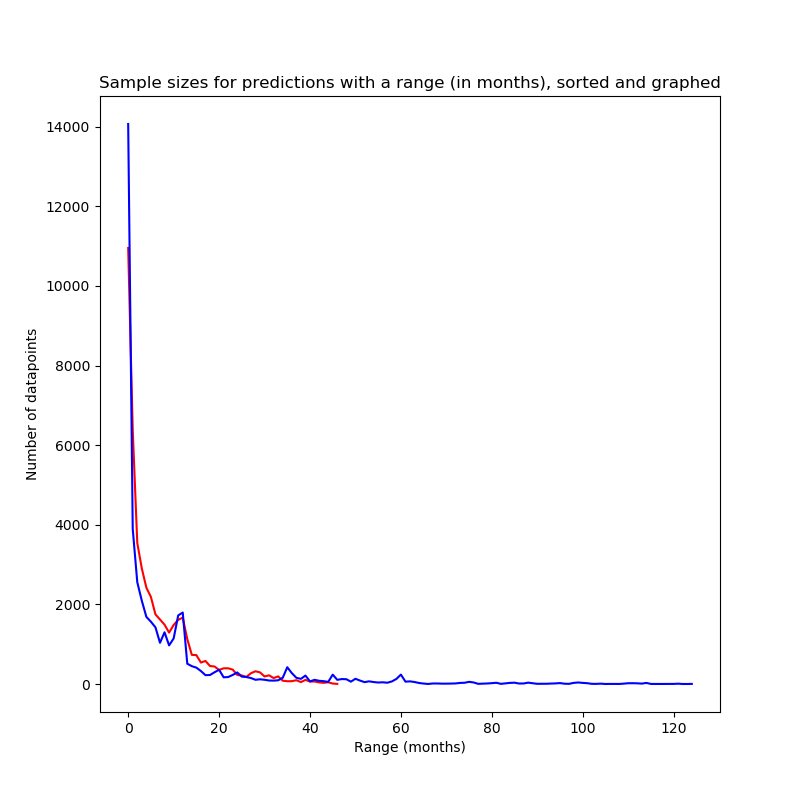 Sample sizes for predictions with a range (in months), sorted and graphed
14000
12000
10000
8000
6000
4000
2000
0
Number of datapoints
0 20 40 60 80 100 120
Range (months)